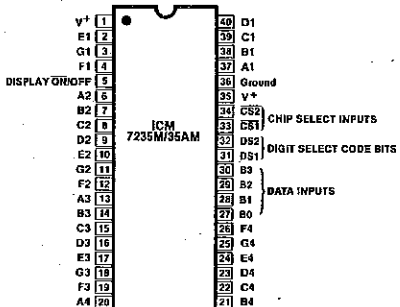 V+ 1 40 D1
E1 2 39 C1
G1 3 38 B1
F1 4 37 A1
DISPLAY ON/OFF 5 36 Ground
A2 6 35 V+
B2 7 34 CS2
C2 8 33 CS1
CHIP SELECT INPUTS
ICM
7235M/35AM
D2 9 32 DS2
E2 10 31 DS1
DIGIT SELECT CODE BITS
G2 11 30 B3
F2 12 29 B2
A3 13 28 B1
B3 14 27 B0
DATA INPUTS
C3 15 26 F4
D3 16 25 G4
E3 17 24 E4
G3 18 23 D4
F3 19 22 C4
A4 20 21 B4